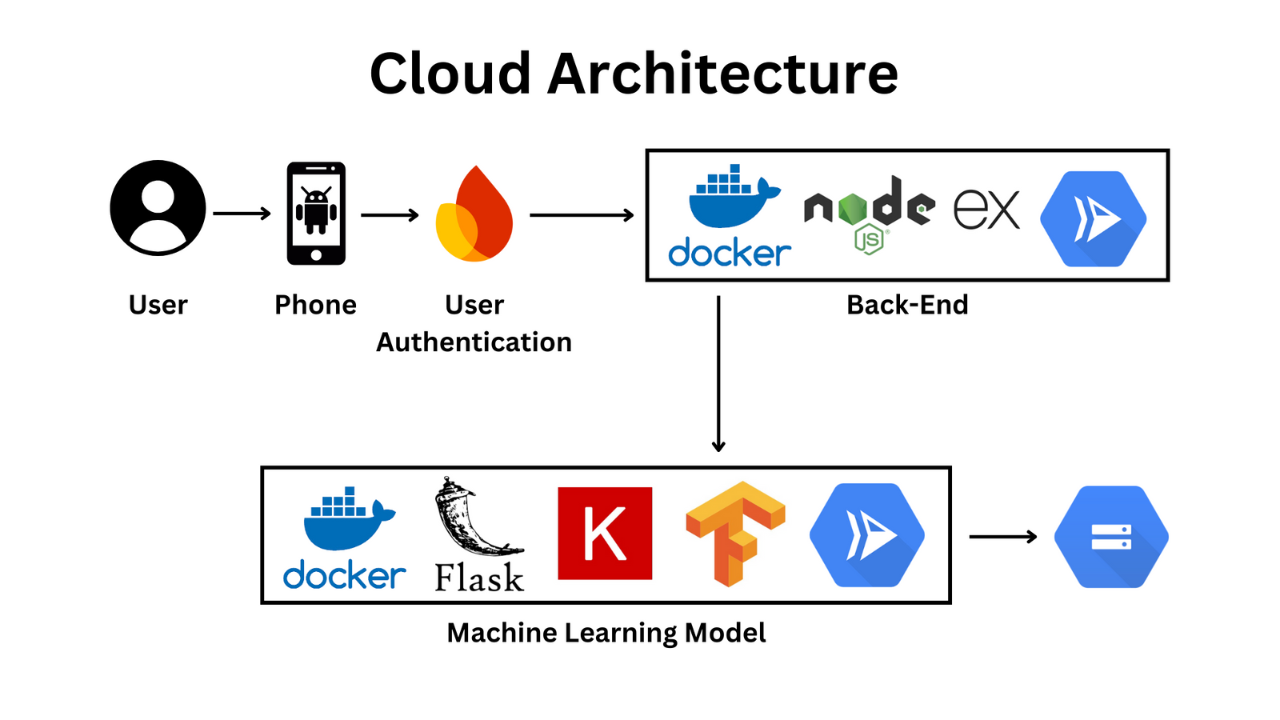 Cloud Architecture
docker
node
JS
ex
User
Phone
User
Authentication
Back-End
docker
Flask
K
Machine Learning Model